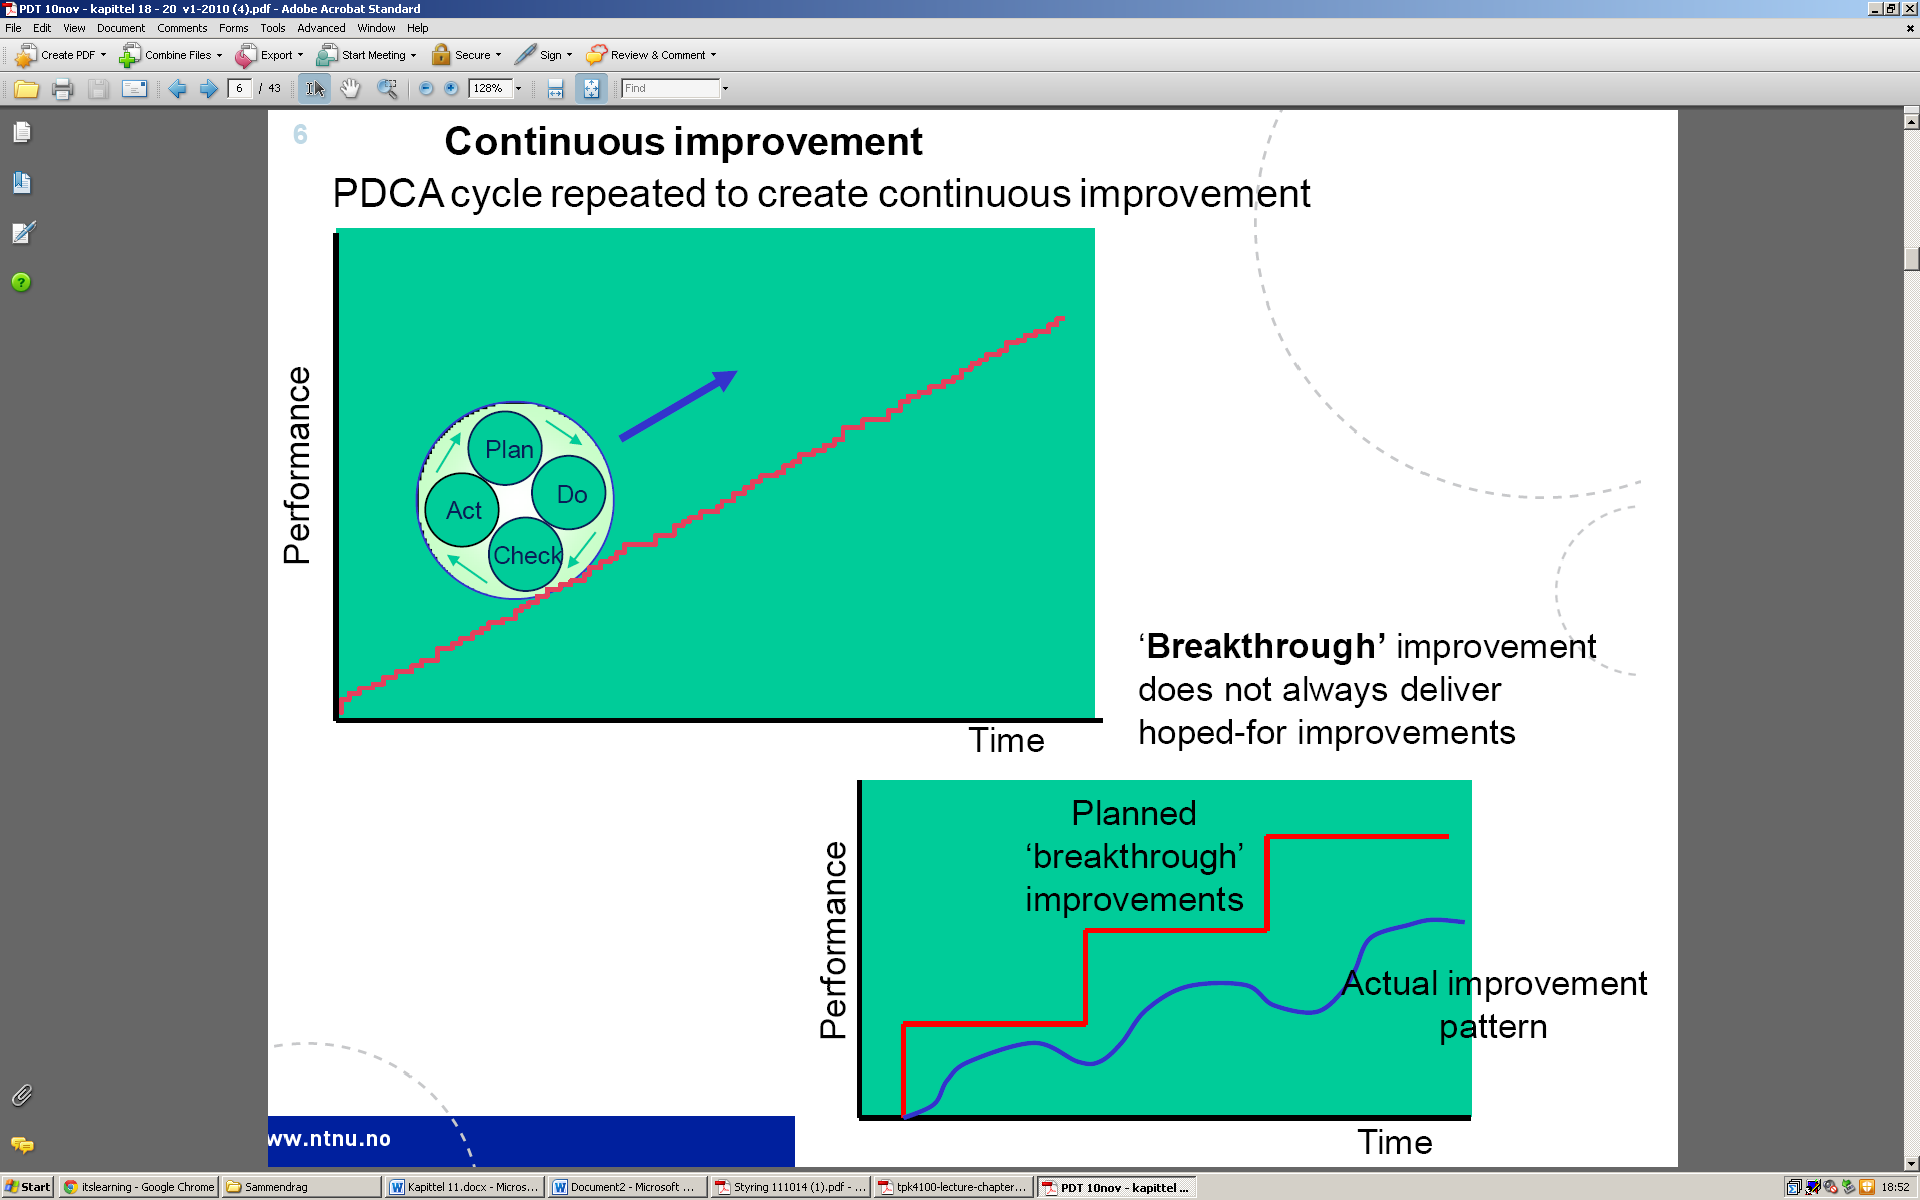 PDT 10nov - kapittel 18 - 20 v1-2010 (4).pdf - Adobe Acrobat Standard
File Edit View Document Comments Forms Tools Advanced Window Help
Create PDF Combine Files Export Start Meeting Secure Sign Review & Comment
6 / 43 128% Find
6
Continuous improvement
PDCA cycle repeated to create continuous improvement
Performance
Plan
Do
Act
Check
Time
‘Breakthrough’ improvement
does not always deliver
hoped-for improvements
Performance
Planned
‘breakthrough’
improvements
Actual improvement
pattern
Time
ww.ntnu.no
Start itslearning - Google Chrome Sammendrag Kapittel 11.docx - Micros... Document2 - Microsoft ... Styring 111014 (1).pdf - ... tpk4100-lecture-chapter... PDT 10nov - kapittel ... 18:52